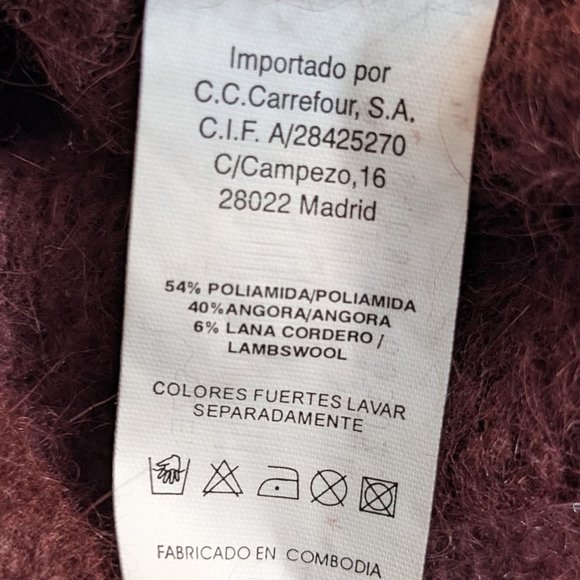 Importado por
C.C.Carrefour, S.A.
C.I.F. A/28425270
C/Campezo,16
28022 Madrid
54% POLIAMIDA/POLIAMIDA
40%ANGORA/ANGORA
6% LANA CORDERO /
LAMBSWOOL
COLORES FUERTES LAVAR
SEPARADAMENTE
FABRICADO EN COMBODIA